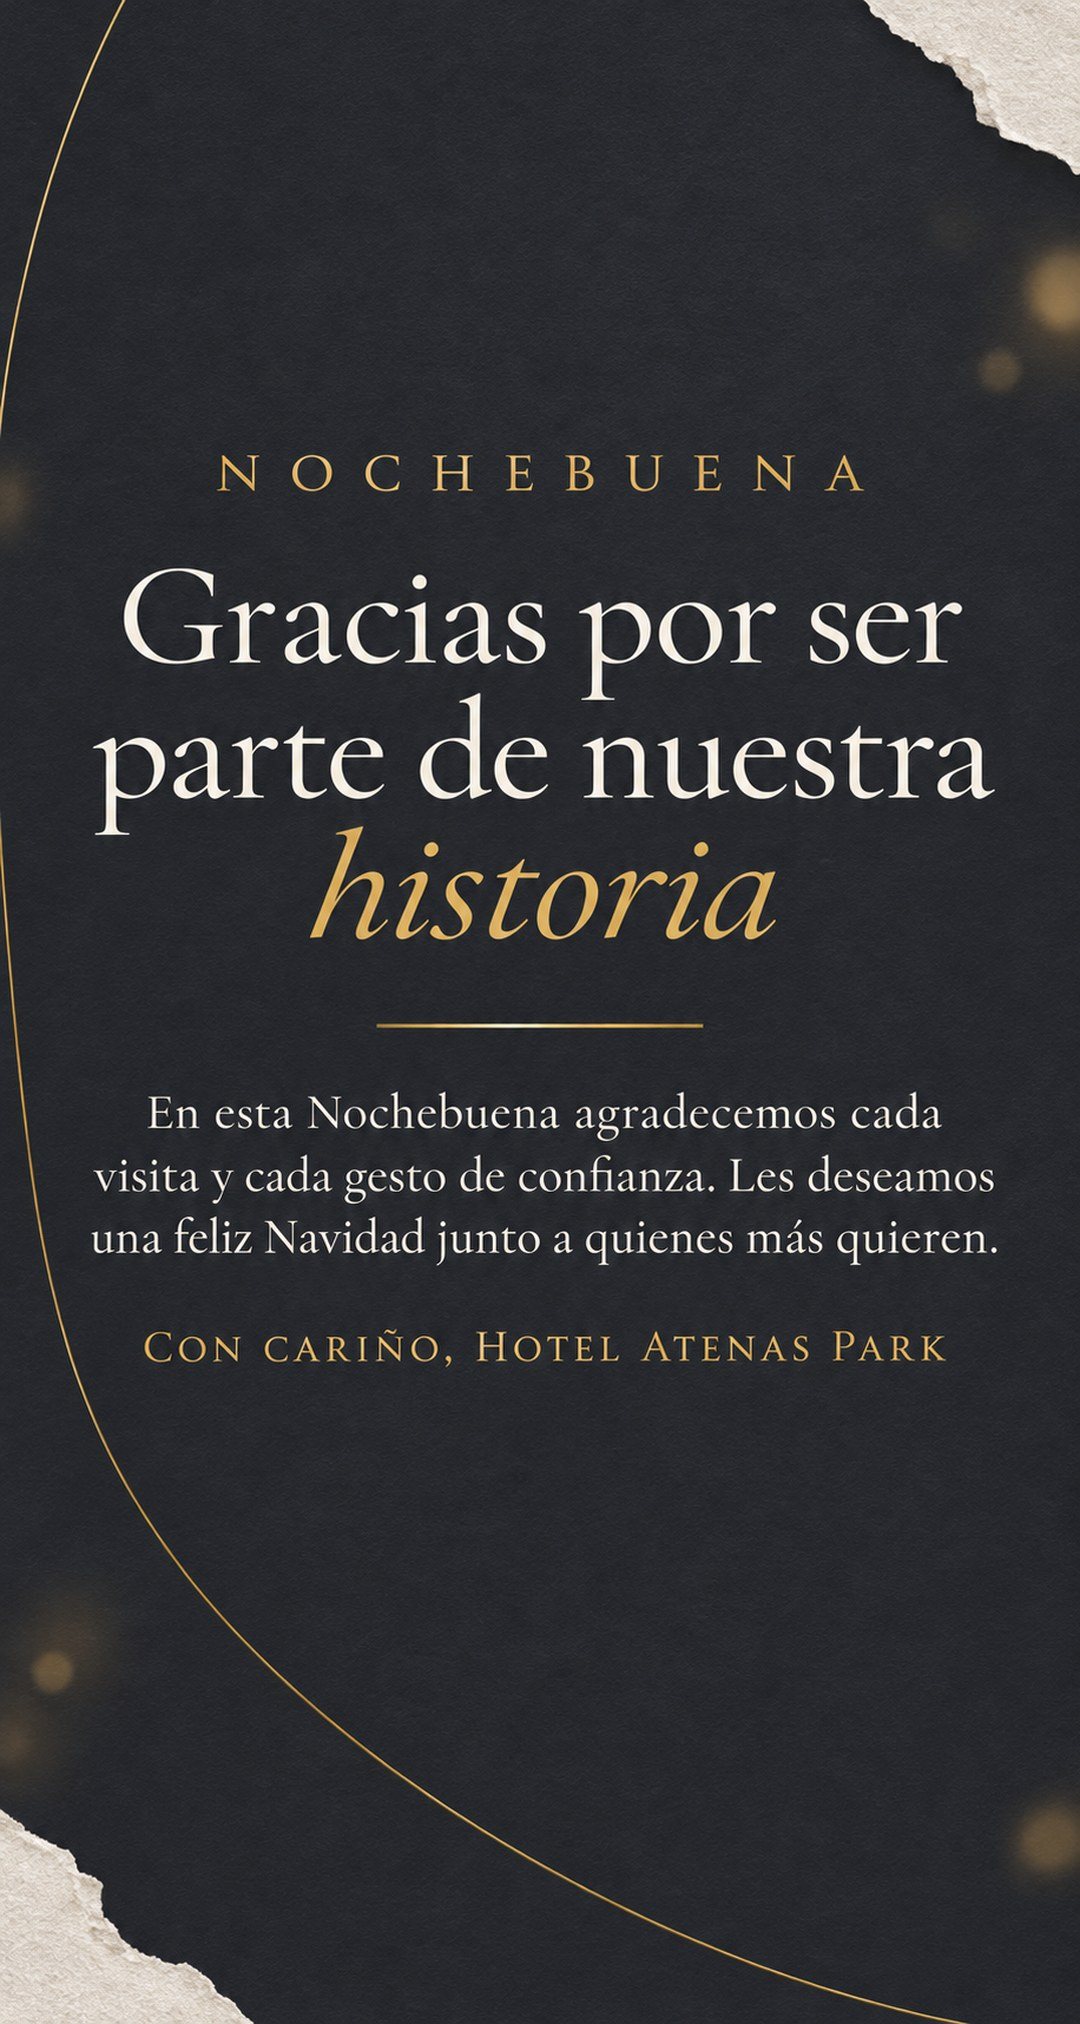 NOCHEBUENA
Gracias por ser
parte de nuestra
historia
En esta Nochebuena agradecemos cada
visita y cada gesto de confianza. Les deseamos
una feliz Navidad junto a quienes más quieren.
Con cariño, Hotel Atenas Park